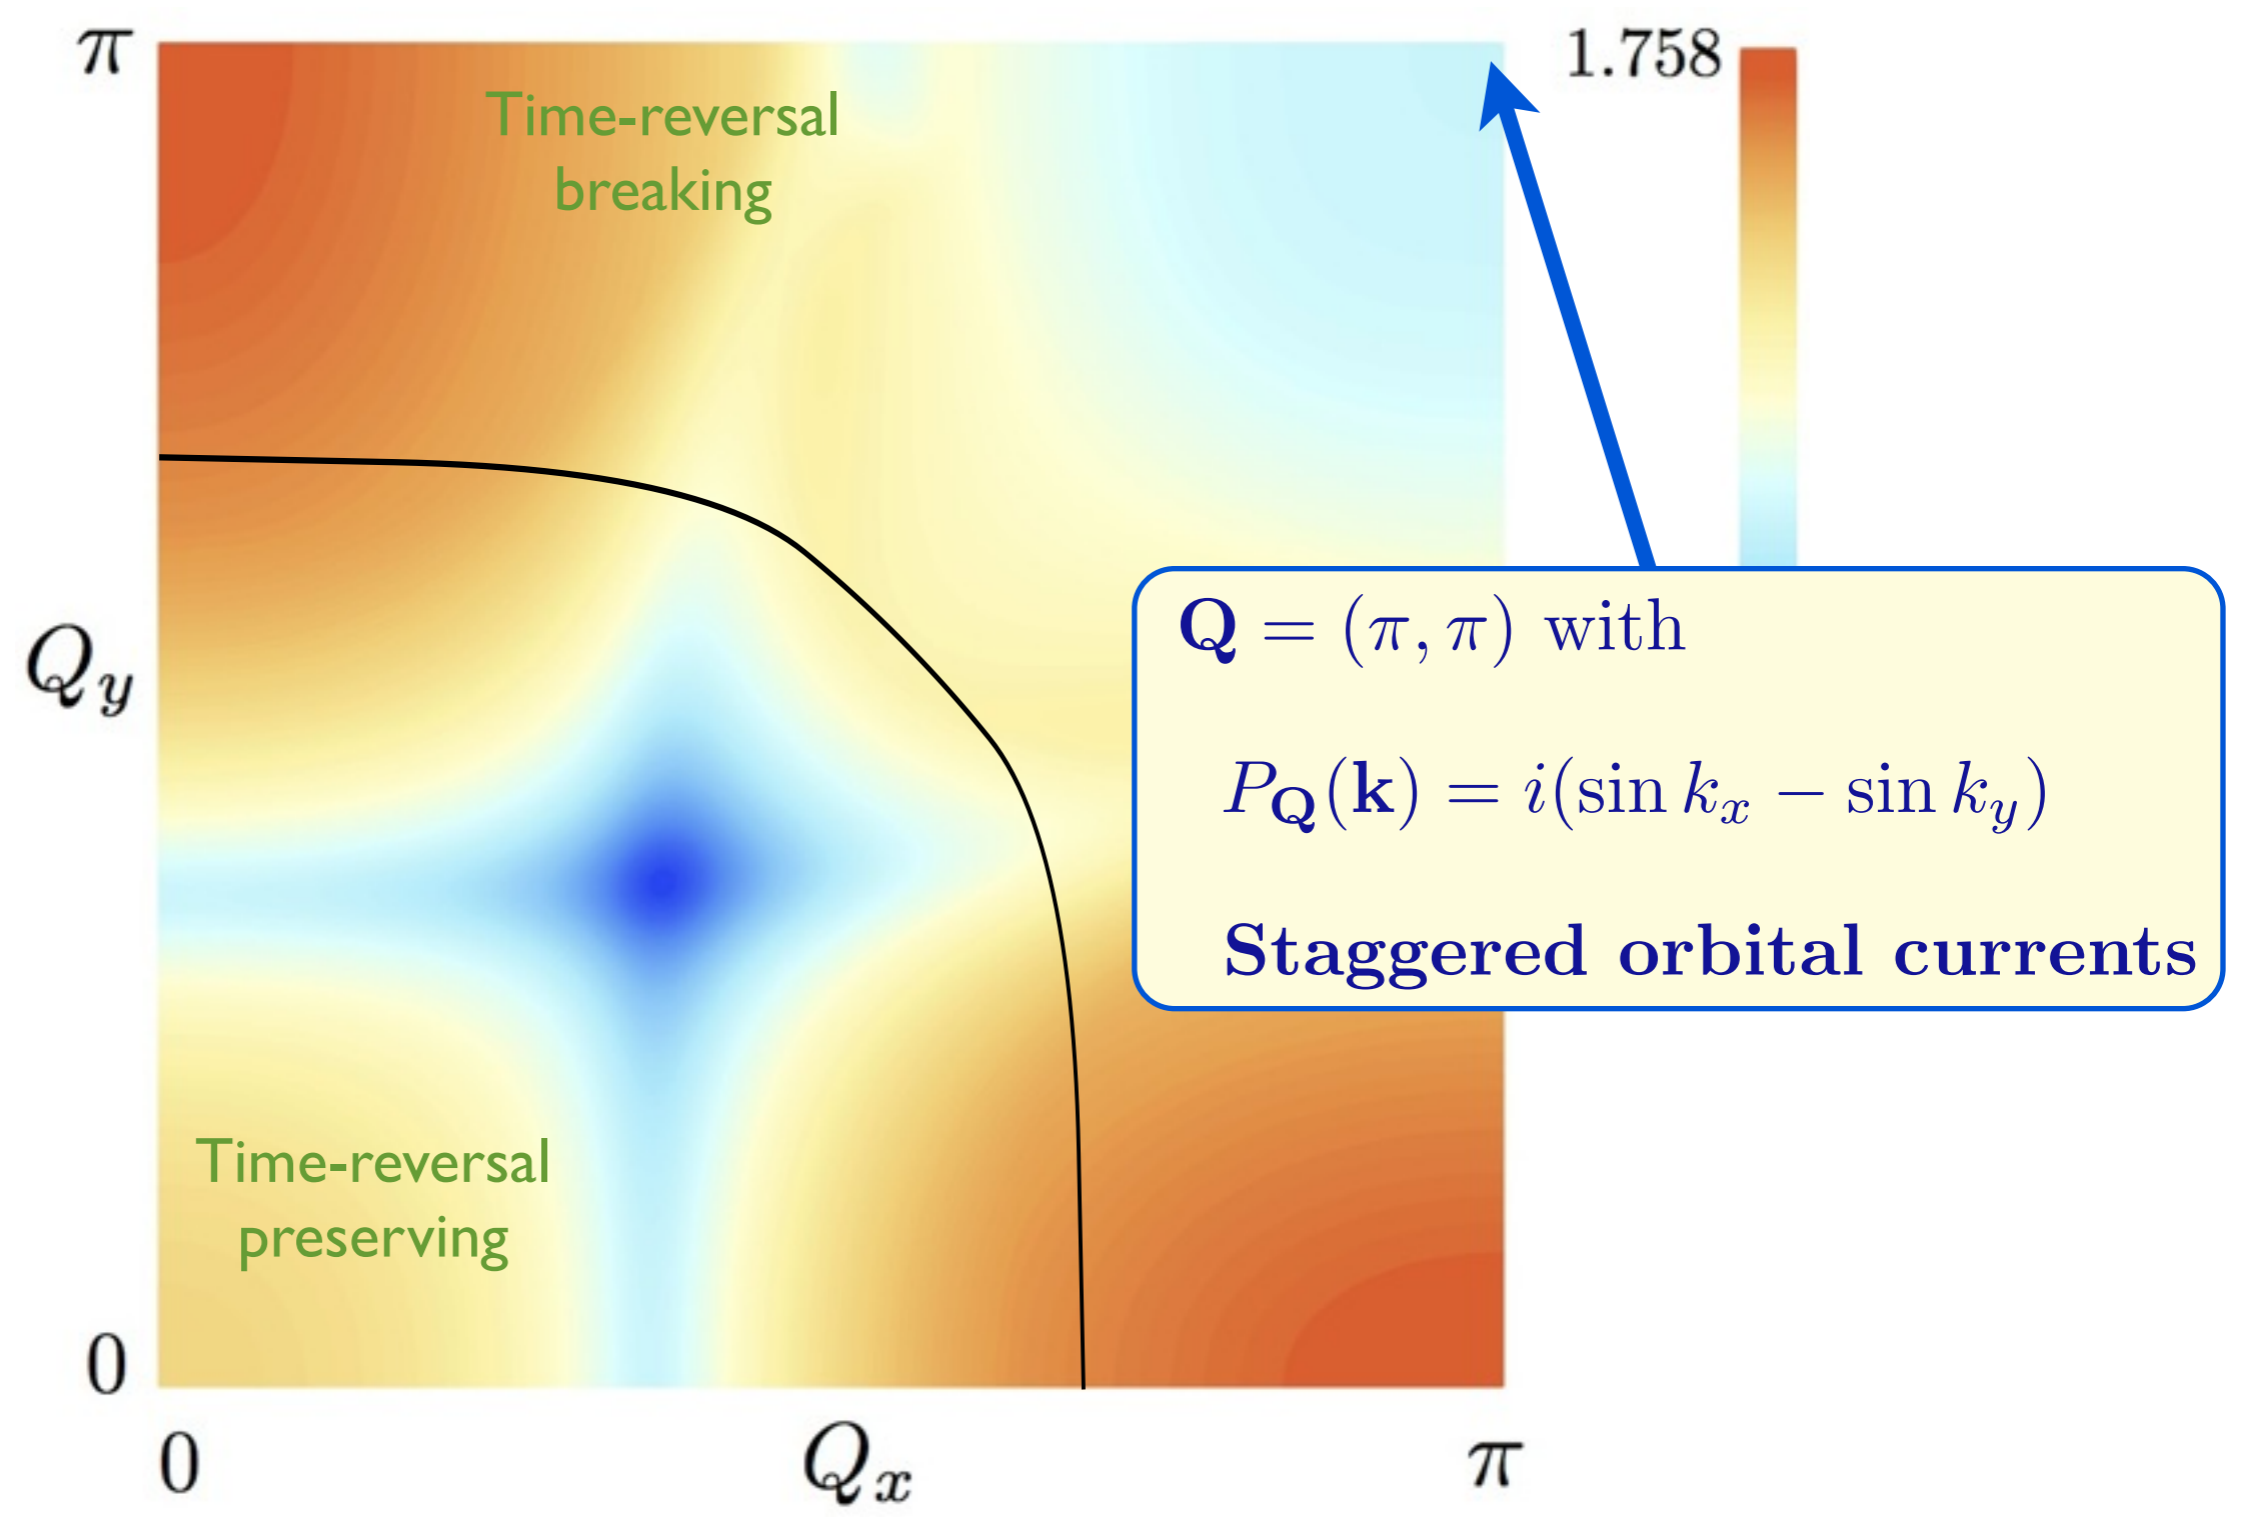 π
1.758
Time-reversal
breaking
Q = (π, π) with
Q_y
P_Q(k) = i(sin k_x − sin k_y)
Staggered orbital currents
Time-reversal
preserving
0
0
Q_x
π